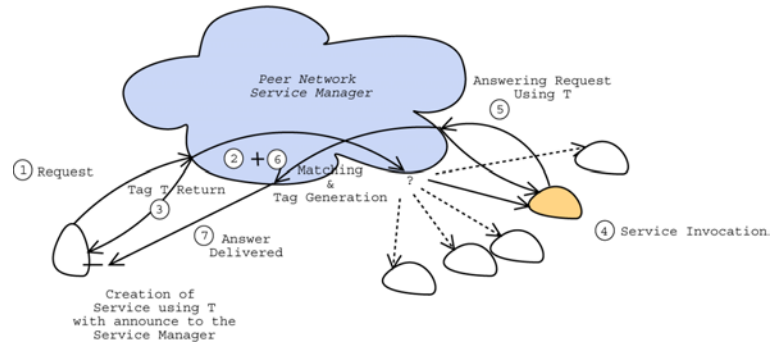 Peer Network
Service Manager
Answering Request
Using T
5
1 Request
2 + 6
Matching
&
Tag Generation
Tag T Return
3
?
7 Answer
Delivered
4 Service Invocation
Creation of
Service using T
with announce to the
Service Manager